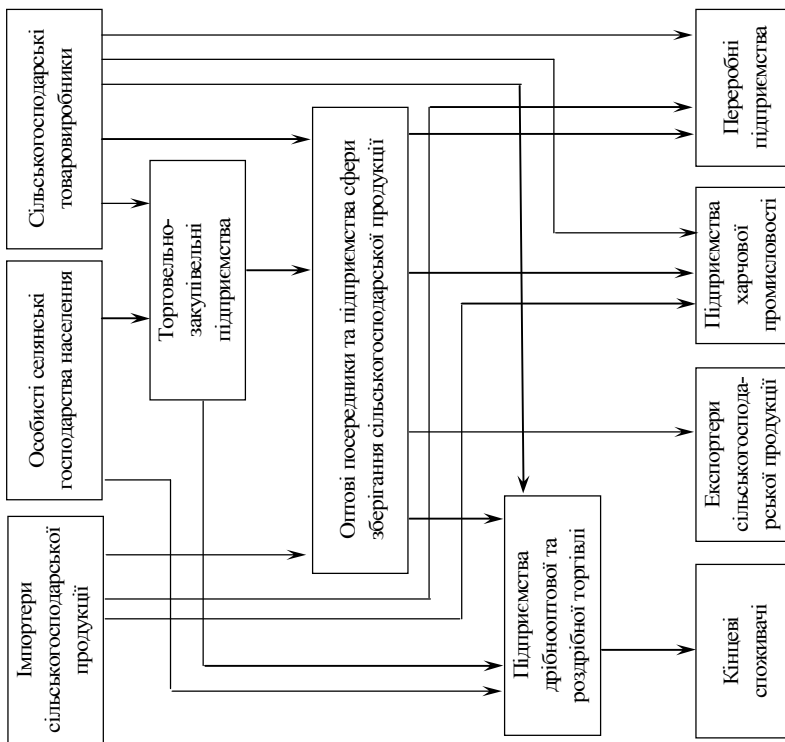 Імпортери
сільськогосподарської
продукції
Особисті селянські
господарства населення
Сільськогосподарські
товаровиробники
Торговельно-
закупівельні
підприємства
Оптові посередники та підприємства сфери
зберігання сільськогосподарської продукції
Підприємства
дрібнооптової та
роздрібної торгівлі
Кінцеві
споживачі
Експортери
сільськогоспода-
рської продукції
Підприємства
харчової
промисловості
Переробні
підприємства